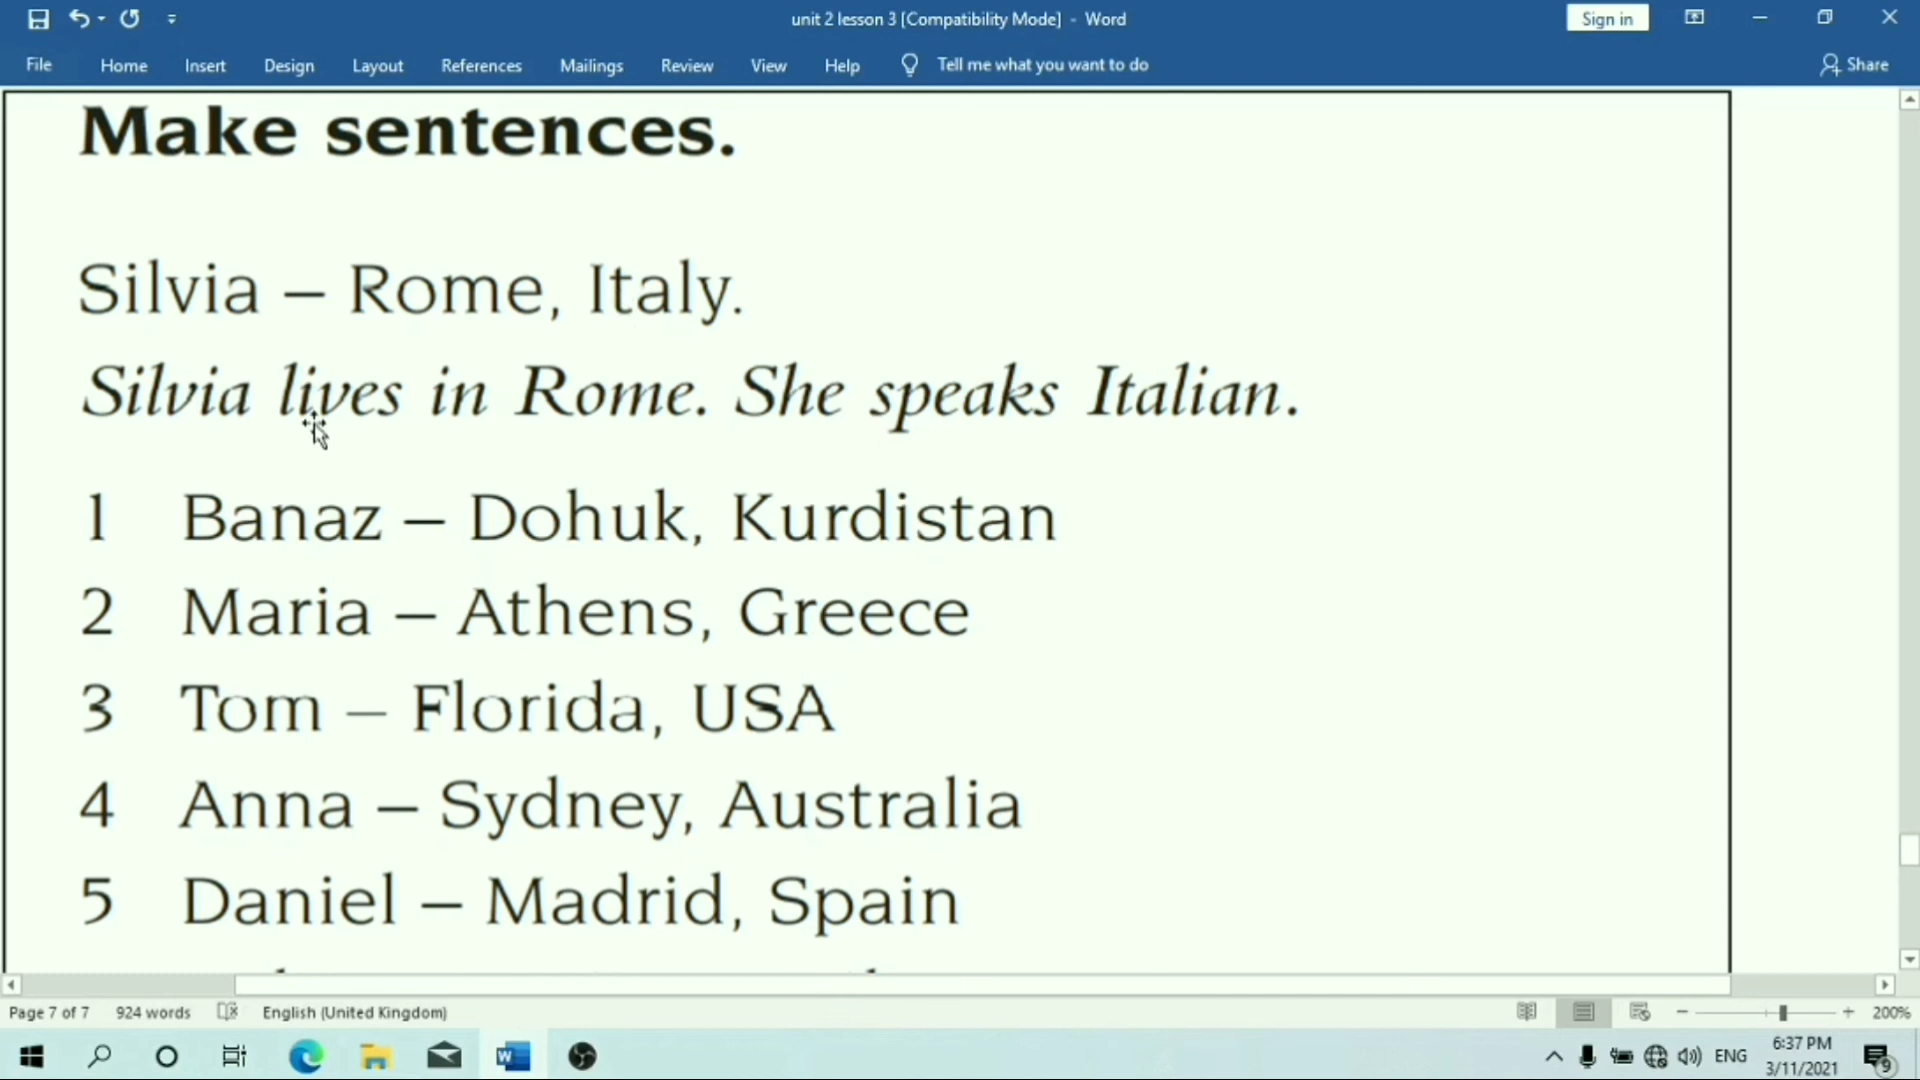 unit 2 lesson 3 [Compatibility Mode] - Word
Sign in
File Home Insert Design Layout References Mailings Review View Help Tell me what you want to do Share
Make sentences.
Silvia – Rome, Italy.
Silvia lives in Rome. She speaks Italian.
1 Banaz – Dohuk, Kurdistan
2 Maria – Athens, Greece
3 Tom – Florida, USA
4 Anna – Sydney, Australia
5 Daniel – Madrid, Spain
Page 7 of 7 924 words English (United Kingdom) 200%
ENG
6:37 PM
3/11/2021
9